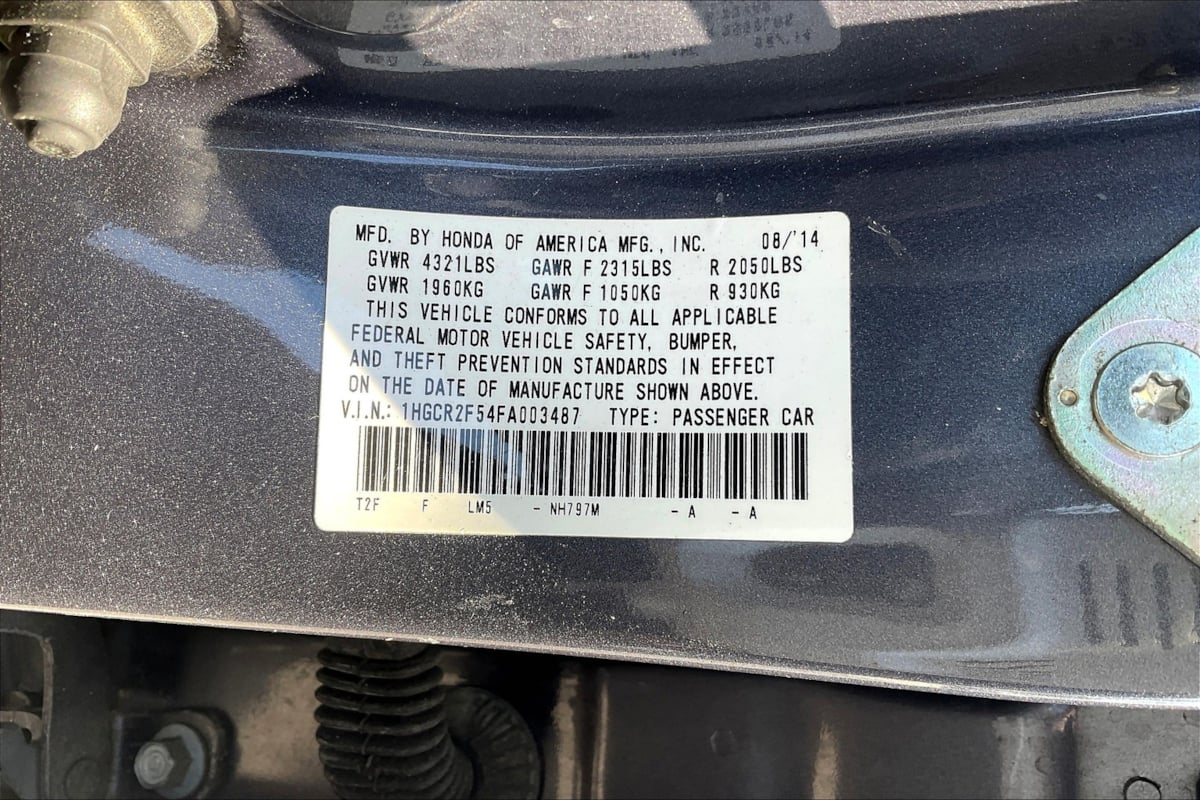 MFD. BY HONDA OF AMERICA MFG., INC. 08/'14
GVWR 4321LBS GAWR F 2315LBS R 2050LBS
GVWR 1960KG GAWR F 1050KG R 930KG
THIS VEHICLE CONFORMS TO ALL APPLICABLE
FEDERAL MOTOR VEHICLE SAFETY, BUMPER,
AND THEFT PREVENTION STANDARDS IN EFFECT
ON THE DATE OF MANUFACTURE SHOWN ABOVE.
V.I.N.: 1HGCR2F54FA003487 TYPE: PASSENGER CAR
T2F F LM5 - NH797M - A - A